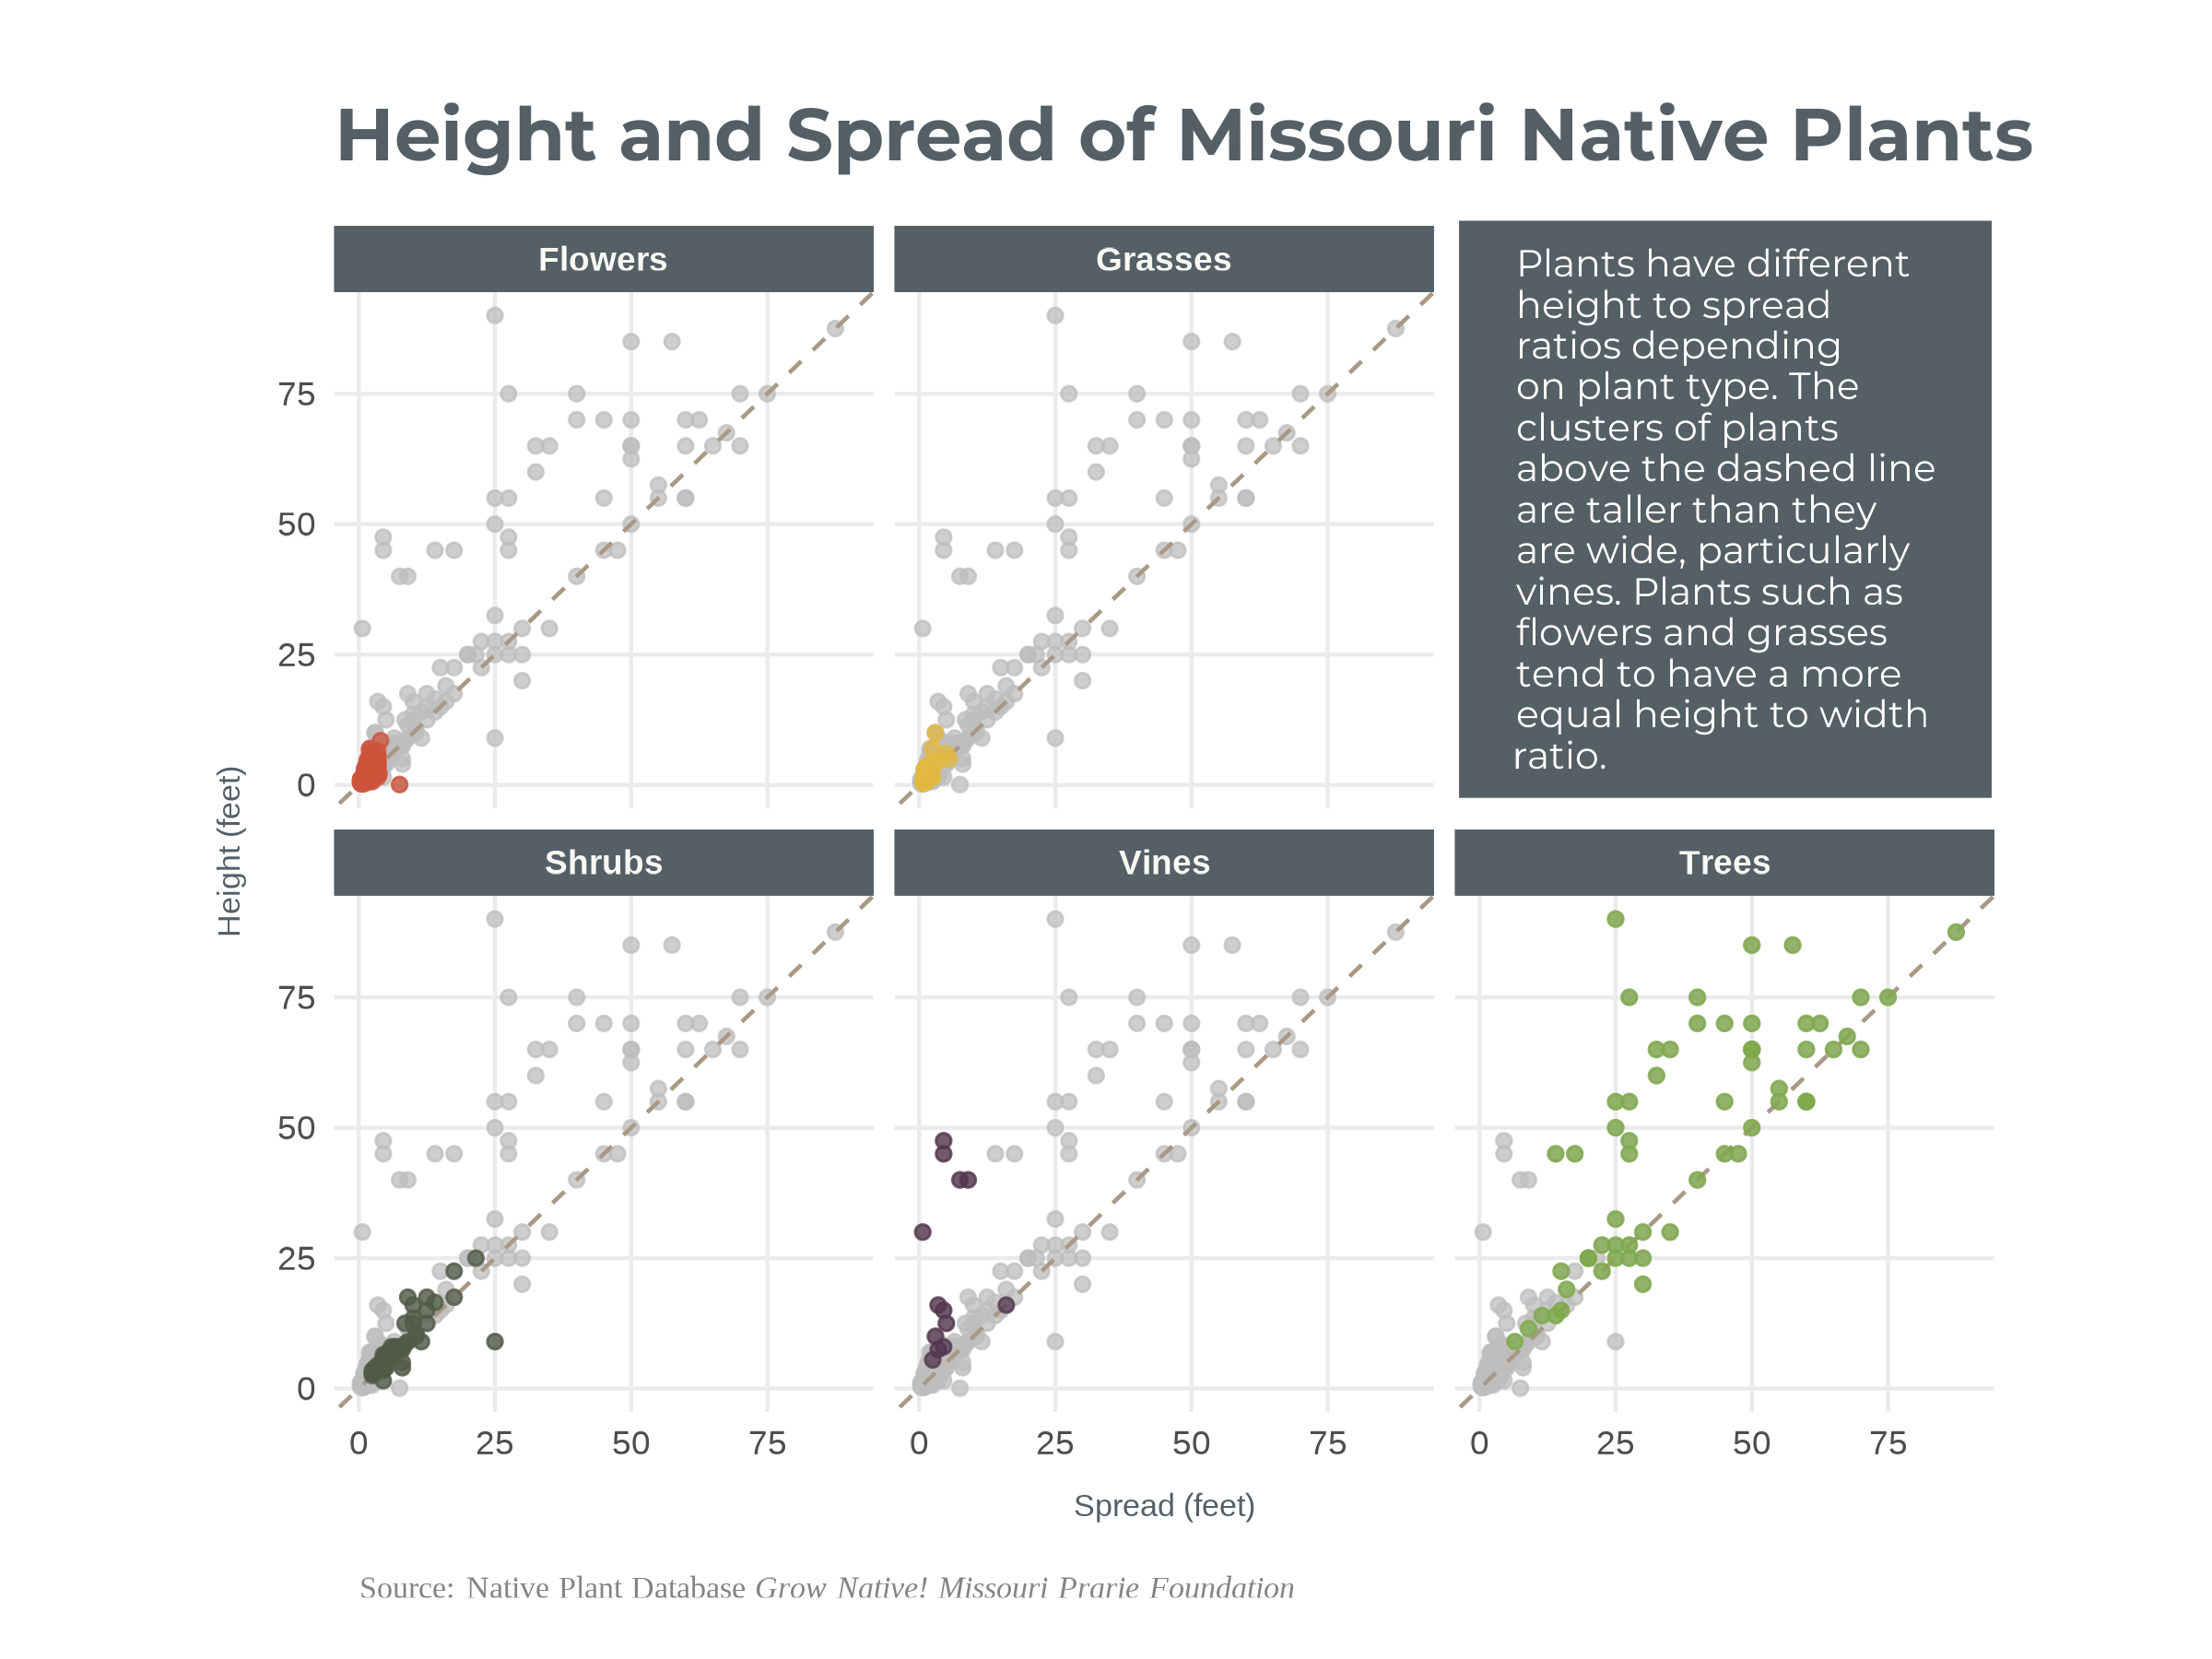 Height and Spread of Missouri Native Plants
Flowers
Grasses
Plants have different
height to spread
ratios depending
on plant type. The
clusters of plants
above the dashed line
are taller than they
are wide, particularly
vines. Plants such as
flowers and grasses
tend to have a more
equal height to width
ratio.
75
50
25
0
Height (feet)
Shrubs
Vines
Trees
75
50
25
0
0 25 50 75
0 25 50 75
0 25 50 75
Spread (feet)
Source: Native Plant Database Grow Native! Missouri Prarie Foundation